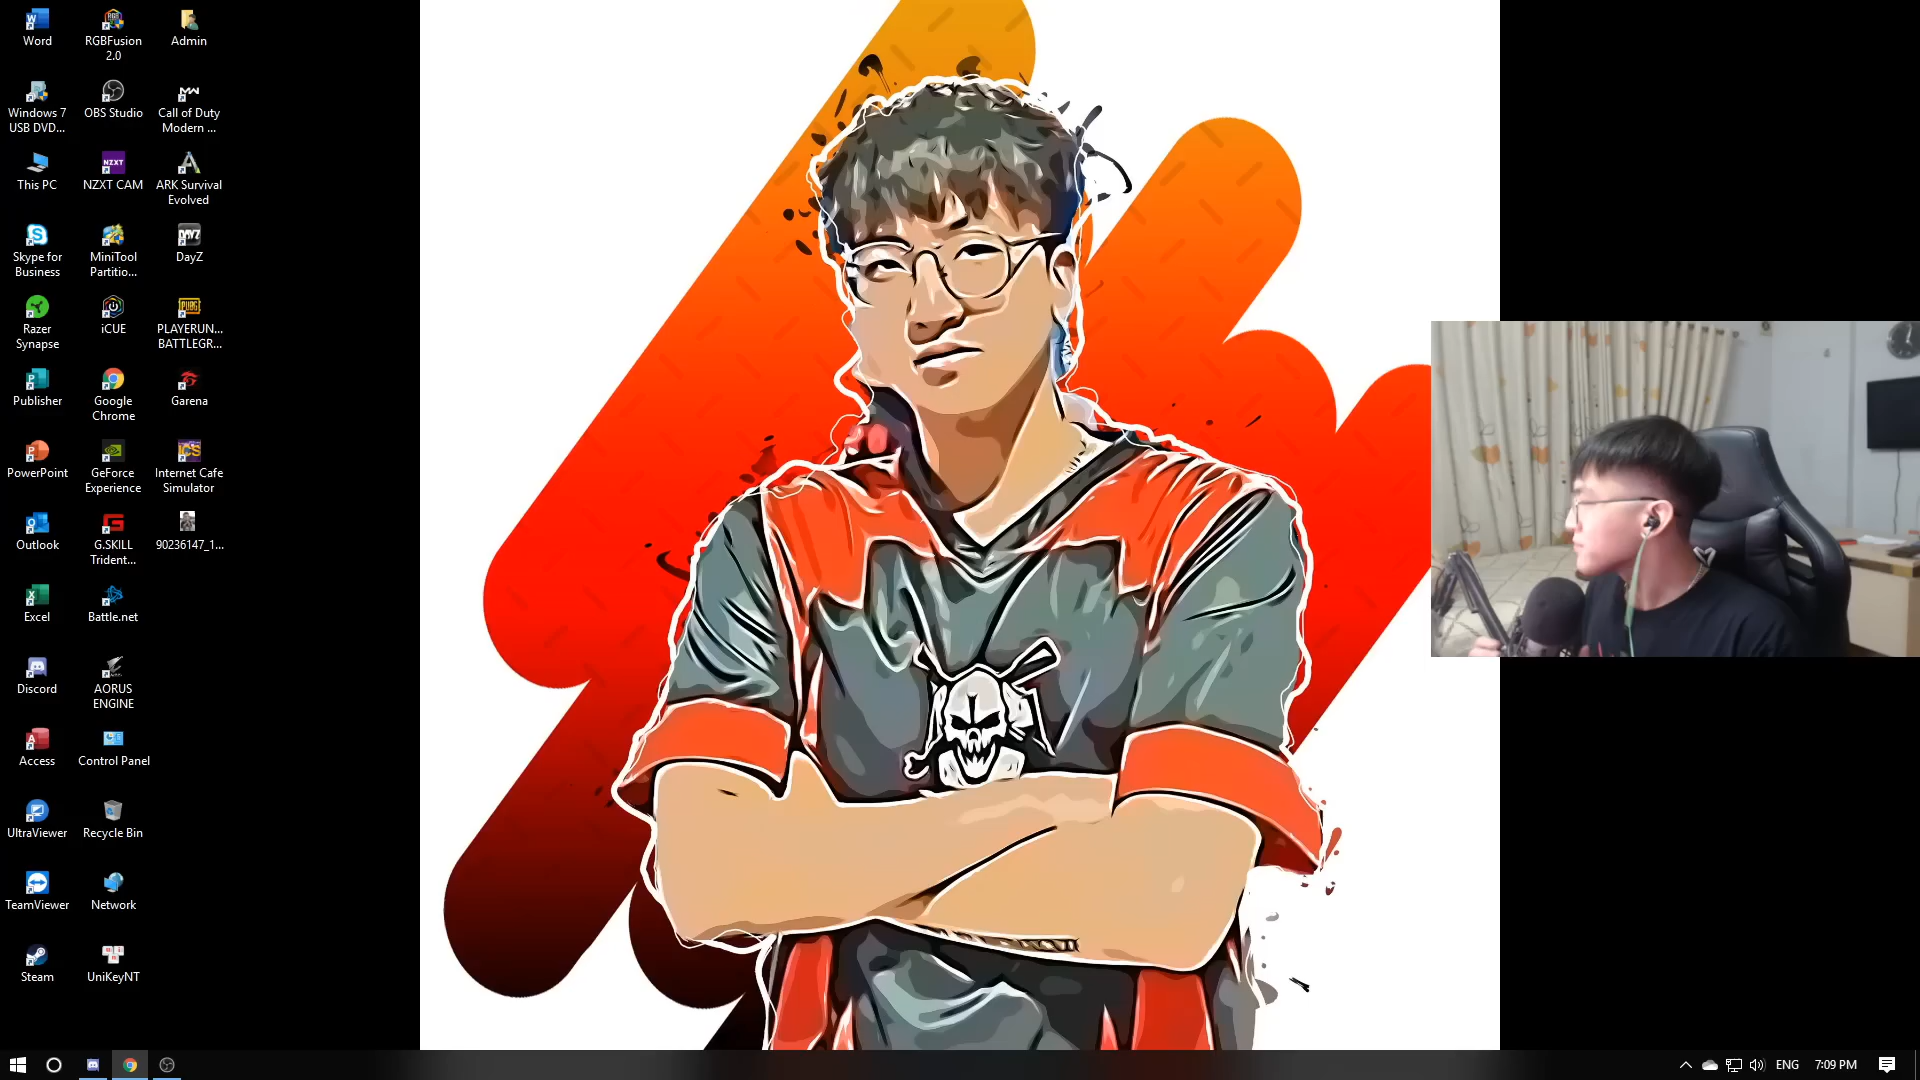 Word
RGBFusion
2.0
Admin
Windows 7
USB DVD...
OBS Studio
Call of Duty
Modern ...
This PC
NZXT
NZXT CAM
ARK Survival
Evolved
Skype for
Business
MiniTool
Partitio...
DAYZ
DayZ
Razer
Synapse
iCUE
PUBG
PLAYERUN...
BATTLEGR...
Publisher
Google
Chrome
Garena
PowerPoint
GeForce
Experience
Internet Cafe
Simulator
Outlook
G.SKILL
Trident...
90236147_1...
Excel
Battle.net
Discord
AORUS
ENGINE
Access
Control Panel
UltraViewer
Recycle Bin
TeamViewer
Network
Steam
UniKeyNT
ENG
7:09 PM